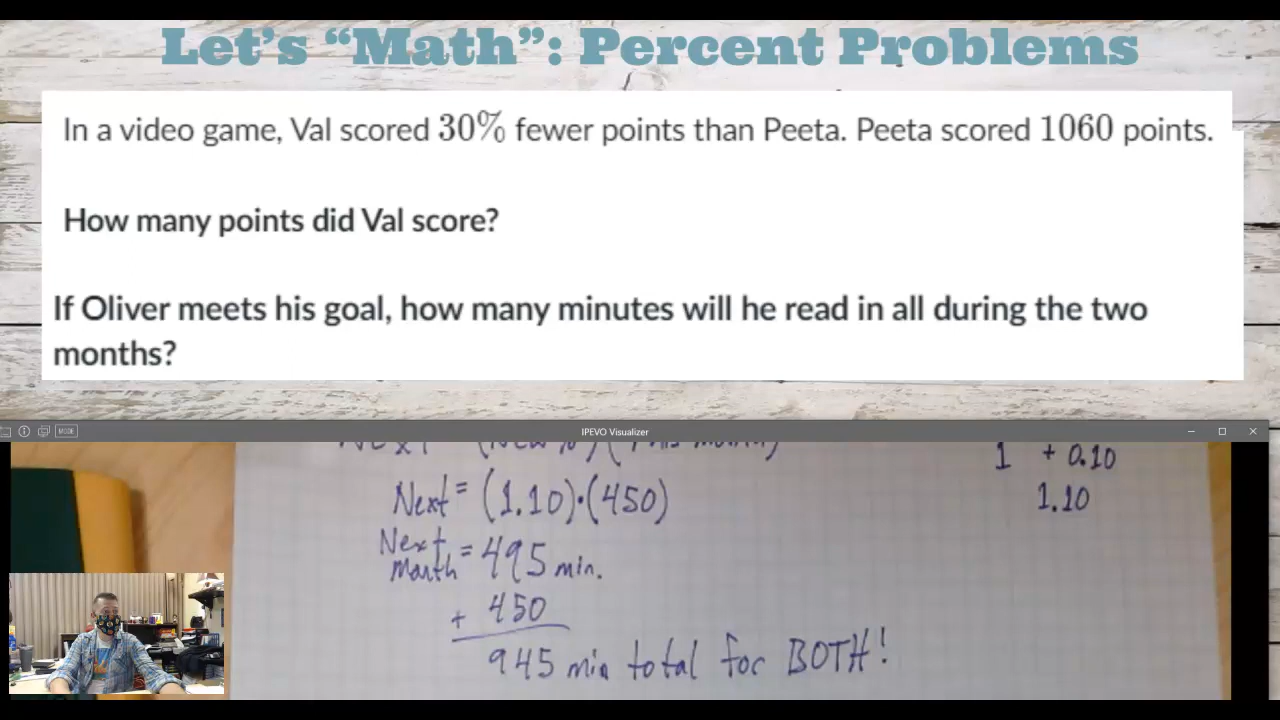 Let's “Math”: Percent Problems
In a video game, Val scored 30% fewer points than Peeta. Peeta scored 1060 points.
How many points did Val score?
If Oliver meets his goal, how many minutes will he read in all during the two
months?
MODE
IPEVO Visualizer
1 + 0.10
Next = (1.10)·(450)
1.10
Next
Month = 495 min.
+ 450
945 min total for BOTH!